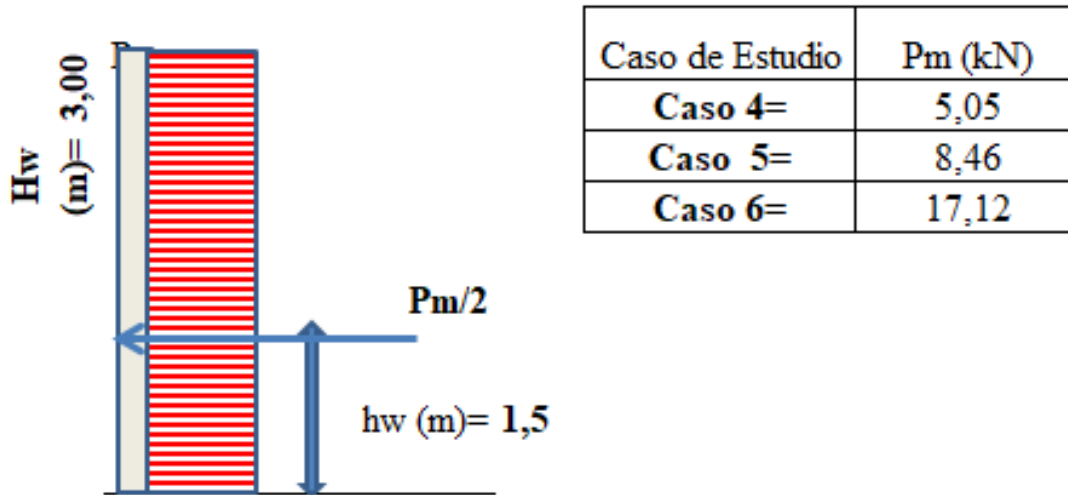 Hw
(m)= 3,00
Pm/2
hw (m)= 1,5
Caso de Estudio Pm (kN)
Caso 4= 5,05
Caso 5= 8,46
Caso 6= 17,12